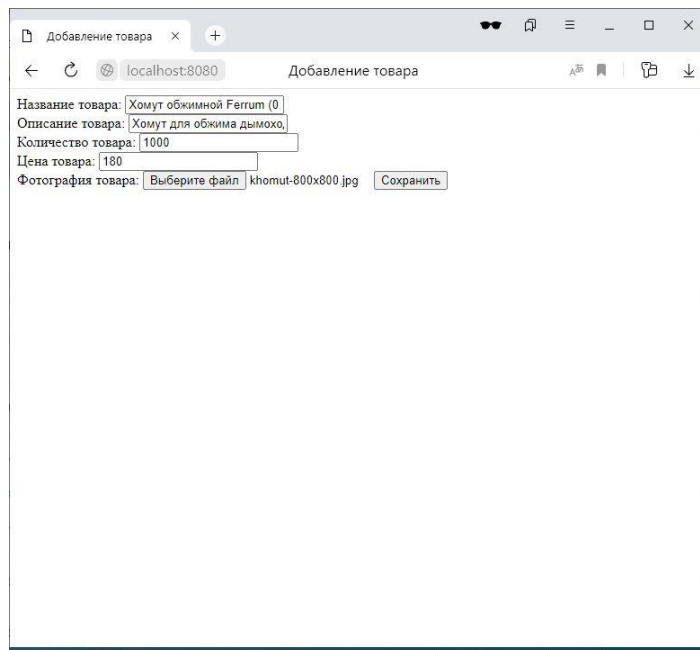 Добавление товара
localhost:8080 Добавление товара
Название товара: Хомут обжимной Ferrum (0.
Описание товара: Хомут для обжима дымохо,
Количество товара: 1000
Цена товара: 180
Фотография товара: Выберите файл khomut-800x800.jpg Сохранить